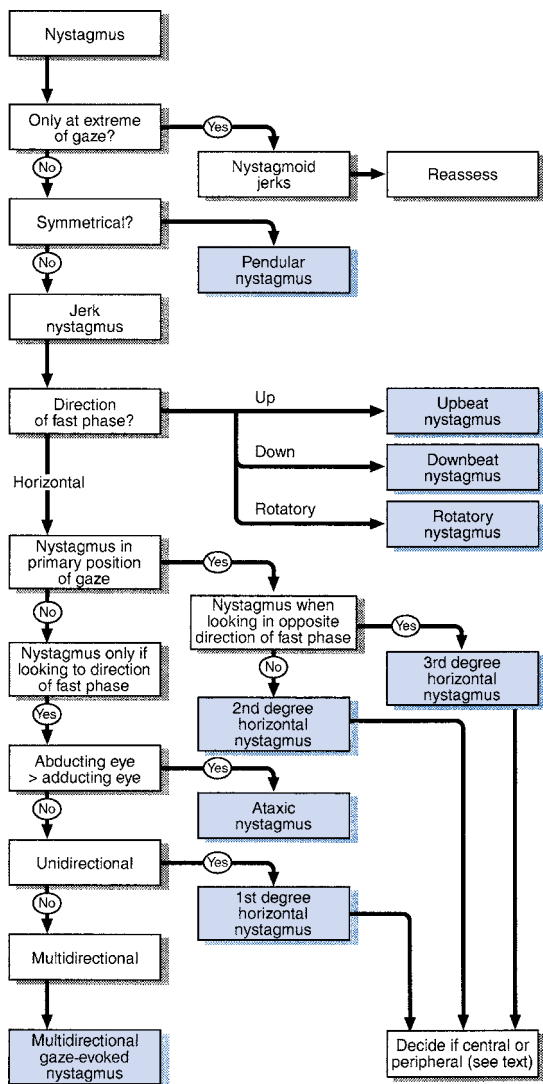 Nystagmus
Only at extreme
of gaze?
Yes
No
Nystagmoid
jerks
Reassess
Symmetrical?
Pendular
nystagmus
No
Jerk
nystagmus
Direction
of fast phase?
Up
Upbeat
nystagmus
Down
Downbeat
nystagmus
Rotatory
Rotatory
nystagmus
Horizontal
Nystagmus in
primary position
of gaze
Yes
No
Nystagmus when
looking in opposite
direction of fast phase
Yes
No
3rd degree
horizontal
nystagmus
Nystagmus only if
looking to direction
of fast phase
Yes
2nd degree
horizontal
nystagmus
Abducting eye
> adducting eye
Yes
No
Ataxic
nystagmus
Unidirectional
Yes
No
1st degree
horizontal
nystagmus
Multidirectional
Multidirectional
gaze-evoked
nystagmus
Decide if central or
peripheral (see text)